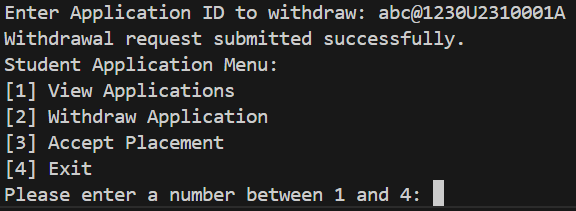 Enter Application ID to withdraw: abc@1230U2310001A
Withdrawal request submitted successfully.
Student Application Menu:
[1] View Applications
[2] Withdraw Application
[3] Accept Placement
[4] Exit
Please enter a number between 1 and 4: